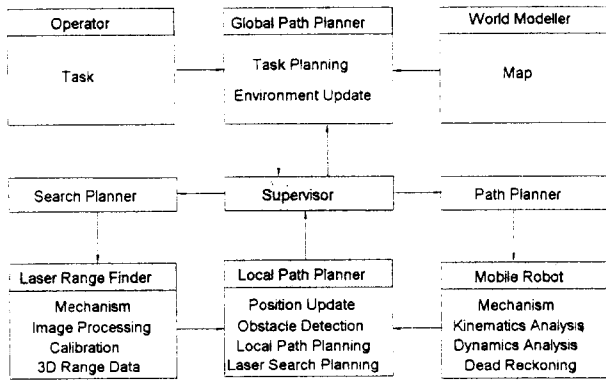 Operator
Task
Global Path Planner
Task Planning
Environment Update
World Modeller
Map
Search Planner
Supervisor
Path Planner
Laser Range Finder
Mechanism
Image Processing
Calibration
3D Range Data
Local Path Planner
Position Update
Obstacle Detection
Local Path Planning
Laser Search Planning
Mobile Robot
Mechanism
Kinematics Analysis
Dynamics Analysis
Dead Reckoning